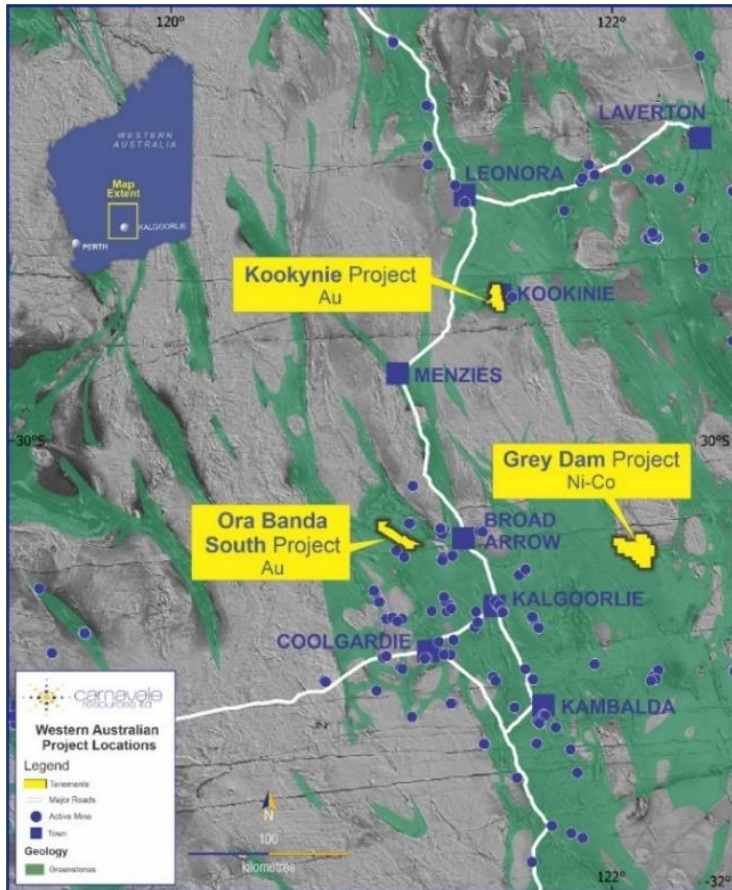 120°
122°
WESTERN
AUSTRALIA
Map
Extent
KALGOORLIE
PERTH
LAVERTON
LEONORA
Kookynie Project
Au
KOOKINIE
MENZIES
30°S
30°S
Grey Dam Project
Ni-Co
Ora Banda
South Project
Au
BROAD
ARROW
KALGOORLIE
COOLGARDIE
KAMBALDA
carnavale
resources ltd
Western Australian
Project Locations
Legend
Tenements
Major Roads
Active Mine
Town
Geology
Greenstones
N
100
kilometres
122°
-32°